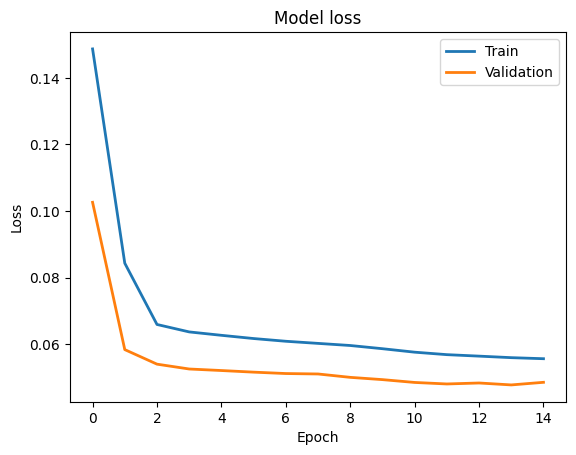 Model loss
Train
Validation
0.14
0.12
0.10
0.08
0.06
Loss
0 2 4 6 8 10 12 14
Epoch